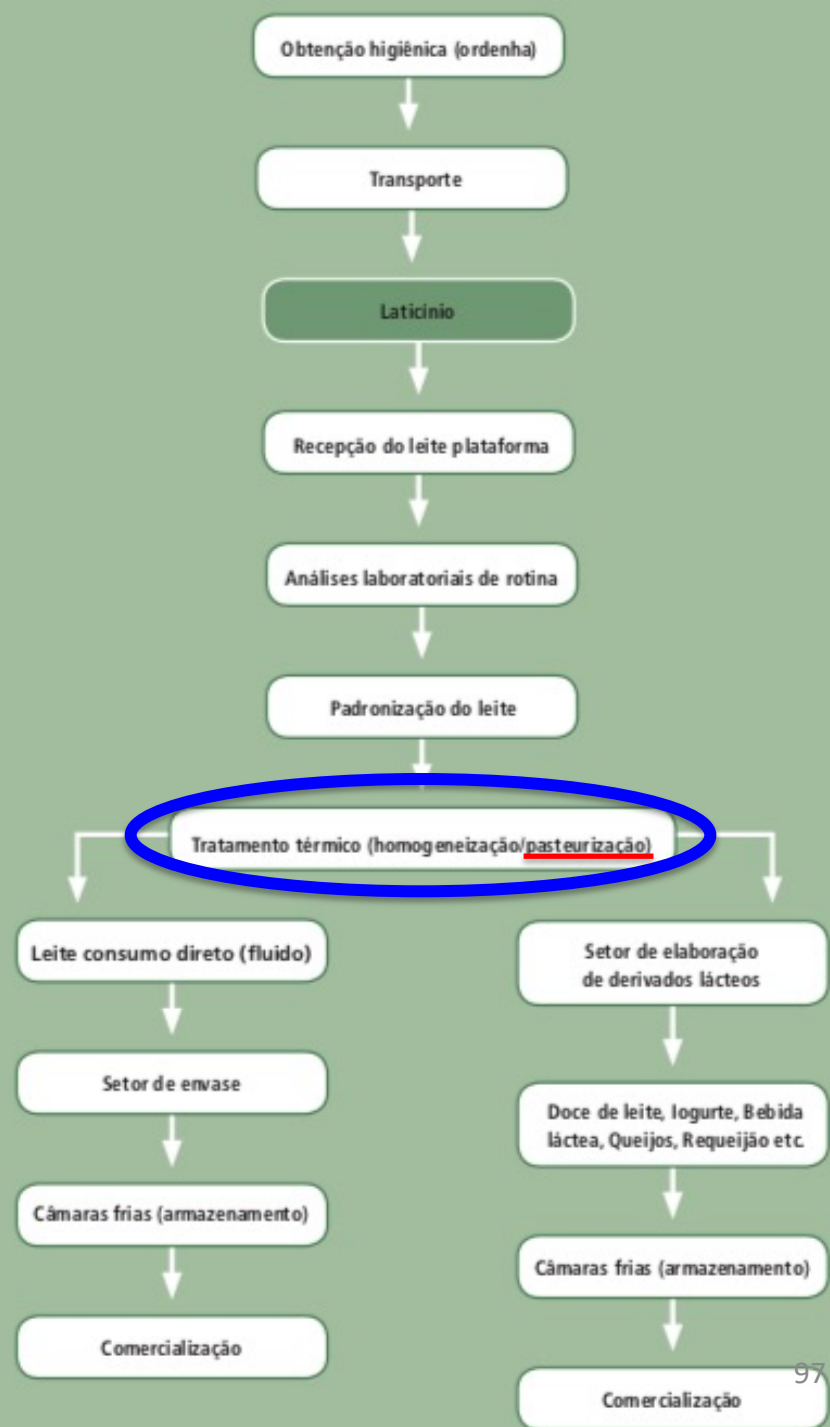 Obtenção higiênica (ordenha)
Transporte
Laticínio
Recepção do leite plataforma
Análises laboratoriais de rotina
Padronização do leite
Tratamento térmico (homogeneização/pasteurização)
Leite consumo direto (fluido)
Setor de envase
Câmaras frias (armazenamento)
Comercialização
Setor de elaboração
de derivados lácteos
Doce de leite, Iogurte, Bebida
láctea, Queijos, Requeijão etc.
Câmaras frias (armazenamento)
Comercialização
97